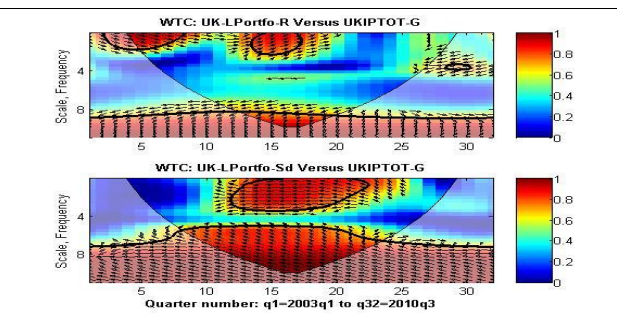 WTC: UK-LPortfo-R Versus UKIPTOT-G
Scale, Frequency
4
8
5 10 15 20 25 30
1
0.8
0.6
0.4
0.2
0
WTC: UK-LPortfo-Sd Versus UKIPTOT-G
Scale, Frequency
4
8
5 10 15 20 25 30
1
0.8
0.6
0.4
0.2
0
Quarter number: q1=2003q1 to q32=2010q3